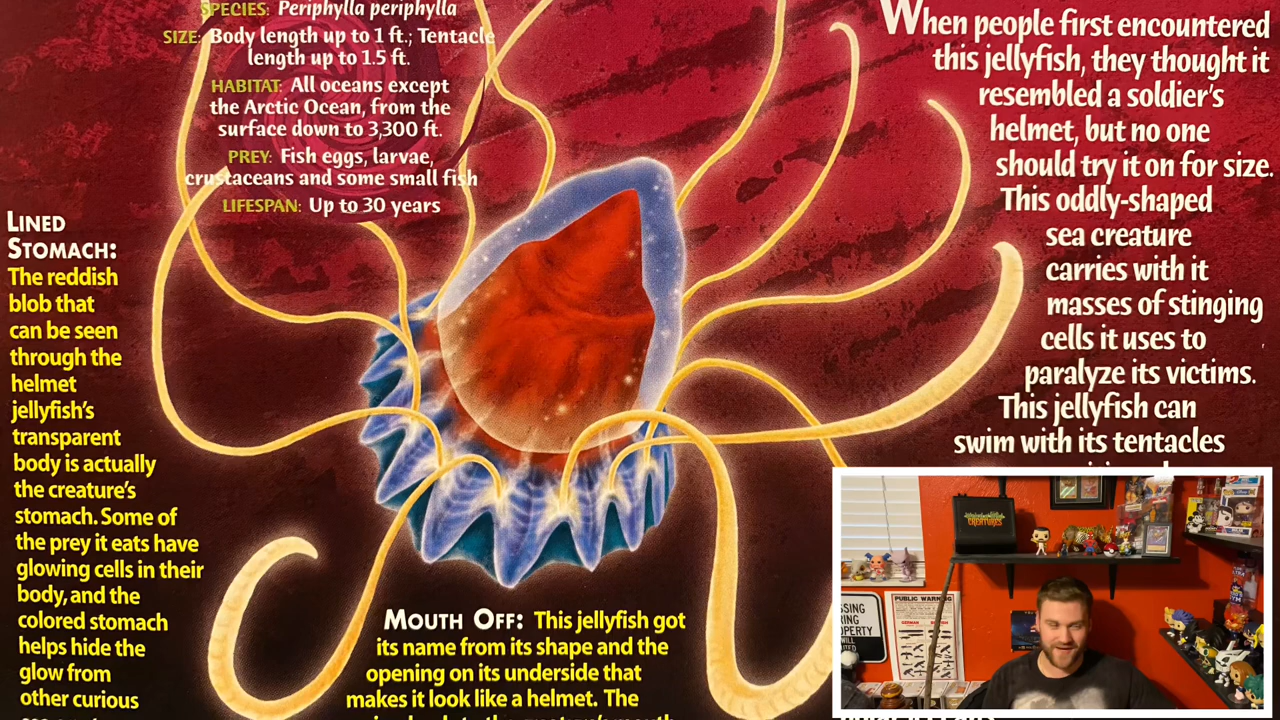 SPECIES: Periphylla periphylla
SIZE: Body length up to 1 ft.; Tentacle
length up to 1.5 ft.
HABITAT: All oceans except
the Arctic Ocean, from the
surface down to 3,300 ft.
PREY: Fish eggs, larvae,
crustaceans and some small fish
LIFESPAN: Up to 30 years
LINED
STOMACH:
The reddish
blob that
can be seen
through the
helmet
jellyfish's
transparent
body is actually
the creature's
stomach. Some of
the prey it eats have
glowing cells in their
body, and the
colored stomach
helps hide the
glow from
other curious
MOUTH OFF: This jellyfish got
its name from its shape and the
opening on its underside that
makes it look like a helmet. The
When people first encountered
this jellyfish, they thought it
resembled a soldier's
helmet, but no one
should try it on for size.
This oddly-shaped
sea creature
carries with it
masses of stinging
cells it uses to
paralyze its victims.
This jellyfish can
swim with its tentacles
CREATURES
PUBLIC WARNING